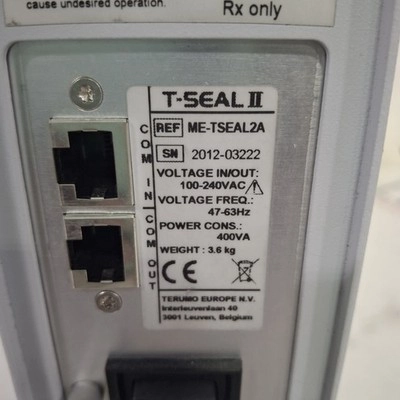 cause undesired operation.
Rx only
T-SEAL II
REF ME-TSEAL2A
SN 2012-03222
VOLTAGE IN/OUT:
100-240VAC
VOLTAGE FREQ.:
47-63Hz
POWER CONS.:
400VA
WEIGHT : 3.6 kg
CE
TERUMO EUROPE N.V.
Interleuvenlaan 40
3001 Leuven, Belgium
COM IN
COM OUT